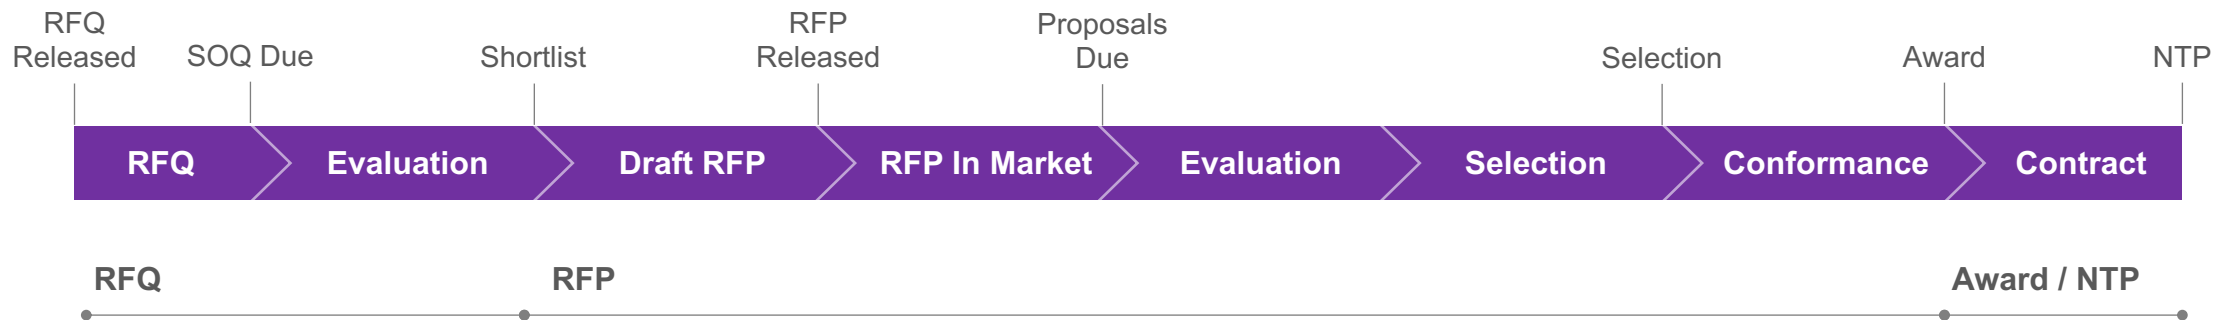 RFQ
Released
SOQ Due
Shortlist
RFP
Released
Proposals
Due
Selection
Award
NTP
RFQ
Evaluation
Draft RFP
RFP In Market
Evaluation
Selection
Conformance
Contract
RFQ
RFP
Award / NTP